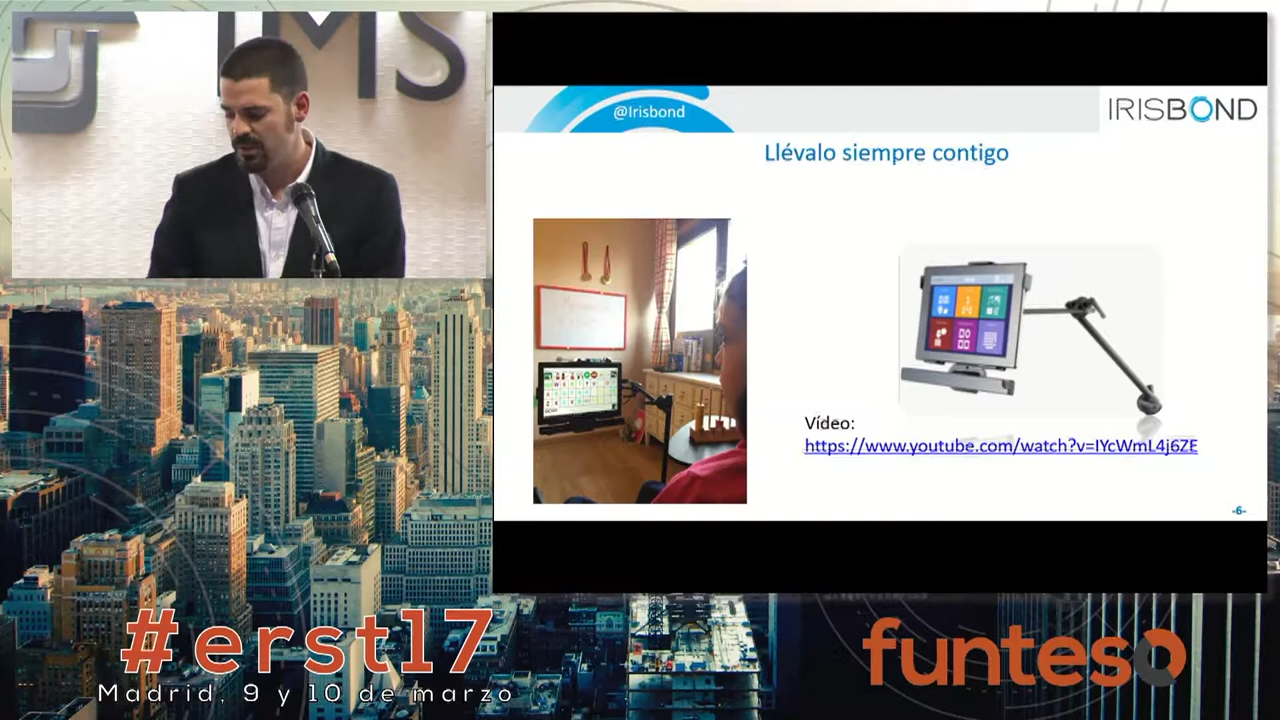 IMS
@Irisbond
IRISBOND
Llévalo siempre contigo
Vídeo:
https://www.youtube.com/watch?v=IYcWmL4j6ZE
-6-
#erst17
Madrid, 9 y 10 de marzo
funteso